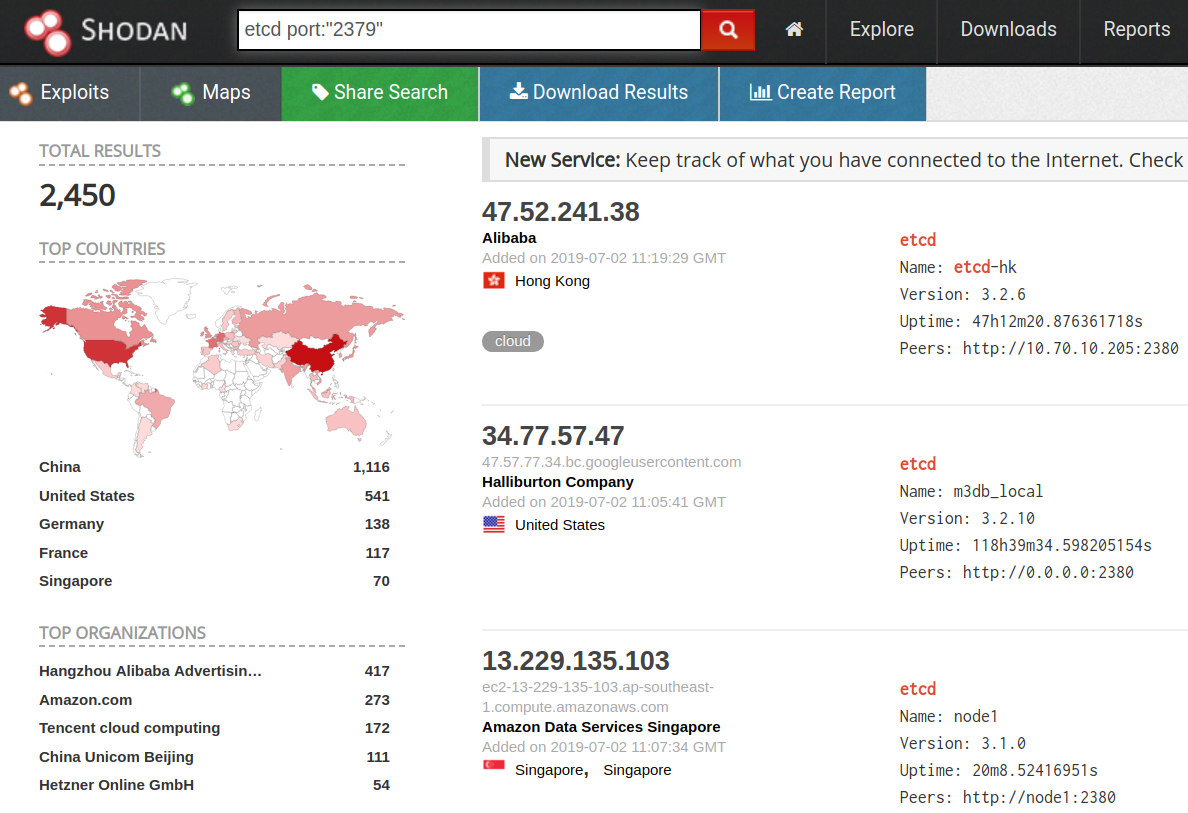 SHODAN
etcd port:"2379"
Explore
Downloads
Reports
Exploits
Maps
Share Search
Download Results
Create Report
TOTAL RESULTS
2,450
TOP COUNTRIES
China 1,116
United States 541
Germany 138
France 117
Singapore 70
TOP ORGANIZATIONS
Hangzhou Alibaba Advertisin… 417
Amazon.com 273
Tencent cloud computing 172
China Unicom Beijing 111
Hetzner Online GmbH 54
New Service: Keep track of what you have connected to the Internet. Check
47.52.241.38
Alibaba
Added on 2019-07-02 11:19:29 GMT
Hong Kong
cloud
etcd
Name: etcd-hk
Version: 3.2.6
Uptime: 47h12m20.876361718s
Peers: http://10.70.10.205:2380
34.77.57.47
47.57.77.34.bc.googleusercontent.com
Halliburton Company
Added on 2019-07-02 11:05:41 GMT
United States
etcd
Name: m3db_local
Version: 3.2.10
Uptime: 118h39m34.598205154s
Peers: http://0.0.0.0:2380
13.229.135.103
ec2-13-229-135-103.ap-southeast-
1.compute.amazonaws.com
Amazon Data Services Singapore
Added on 2019-07-02 11:07:34 GMT
Singapore, Singapore
etcd
Name: node1
Version: 3.1.0
Uptime: 20m8.52416951s
Peers: http://node1:2380